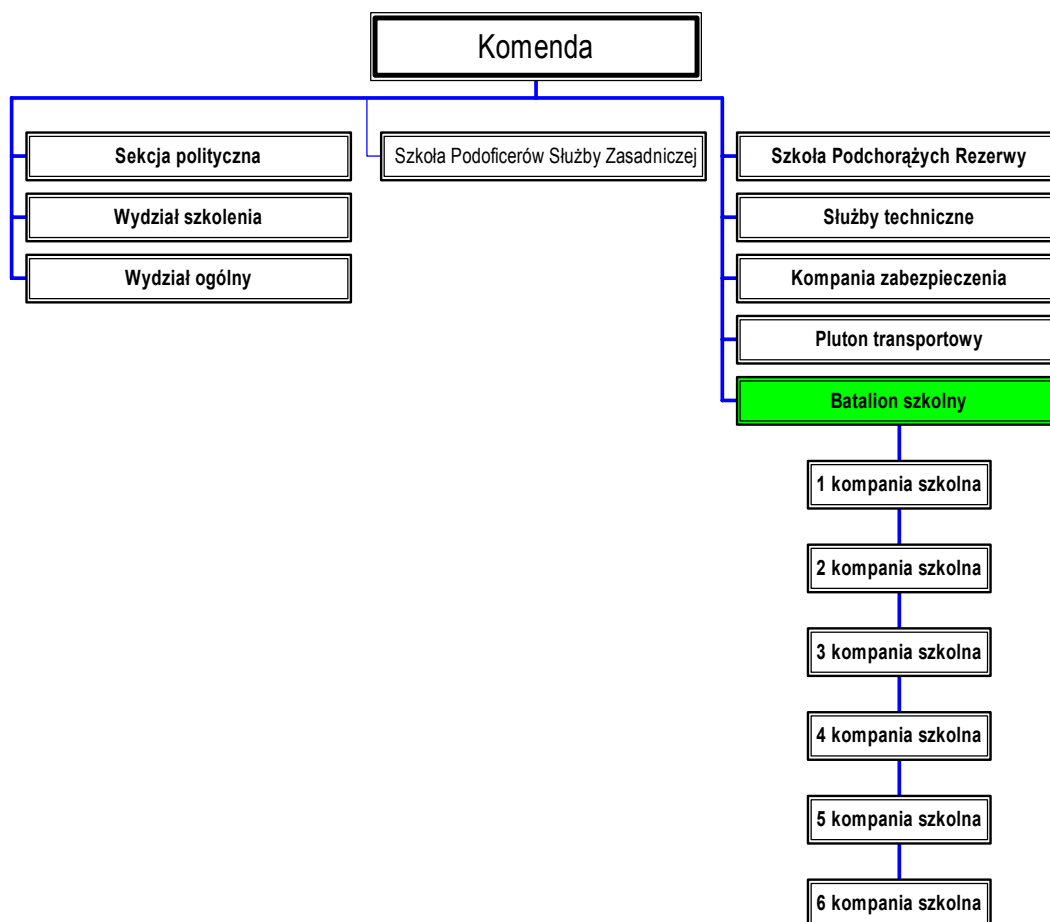 Komenda
Sekcja polityczna
Wydział szkolenia
Wydział ogólny
Szkoła Podoficerów Służby Zasadniczej
Szkoła Podchorążych Rezerwy
Służby techniczne
Kompania zabezpieczenia
Pluton transportowy
Batalion szkolny
1 kompania szkolna
2 kompania szkolna
3 kompania szkolna
4 kompania szkolna
5 kompania szkolna
6 kompania szkolna